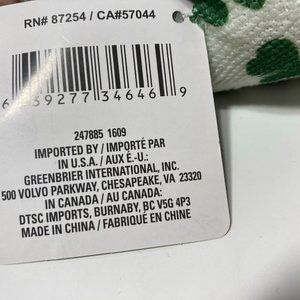 RN# 87254 / CA#57044
6 39277 34646 9
247885 1609
IMPORTED BY / IMPORTÉ PAR
IN U.S.A. / AUX É.-U.:
GREENBRIER INTERNATIONAL, INC.
500 VOLVO PARKWAY, CHESAPEAKE, VA 23320
IN CANADA / AU CANADA:
DTSC IMPORTS, BURNABY, BC V5G 4P3
MADE IN CHINA / FABRIQUÉ EN CHINE